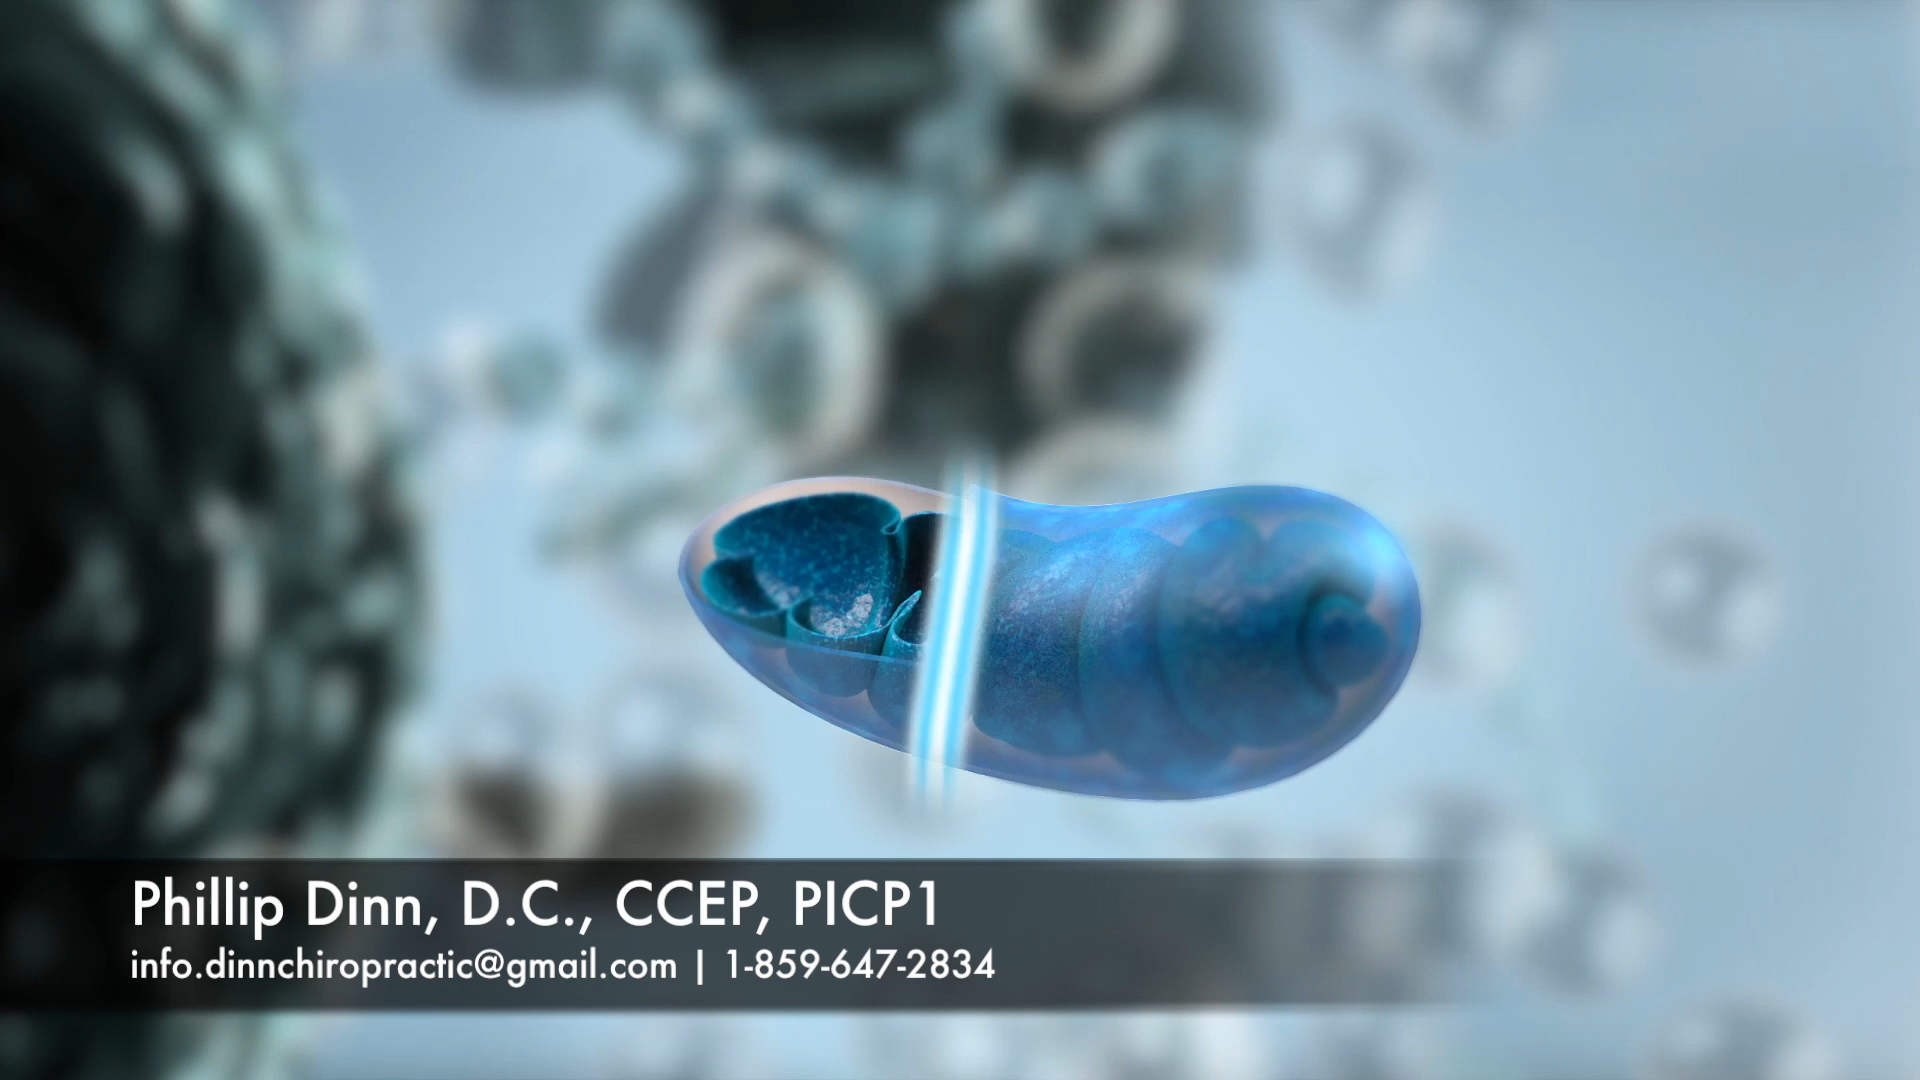 Phillip Dinn, D.C., CCEP, PICP1
info.dinnchiropractic@gmail.com | 1-859-647-2834